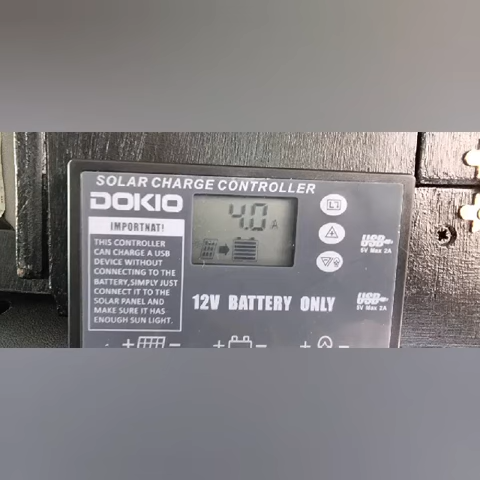 SOLAR CHARGE CONTROLLER
DOKIO
4.0 A
IMPORTNAT!
THIS CONTROLLER
CAN CHARGE A USB
DEVICE WITHOUT
CONNECTING TO THE
BATTERY,SIMPLY JUST
CONNECT IT TO THE
SOLAR PANEL AND
MAKE SURE IT HAS
ENOUGH SUN LIGHT.
USB
5V Max 2A
12V BATTERY ONLY
USB
5V Max 2A
+ −
+ −
+ −